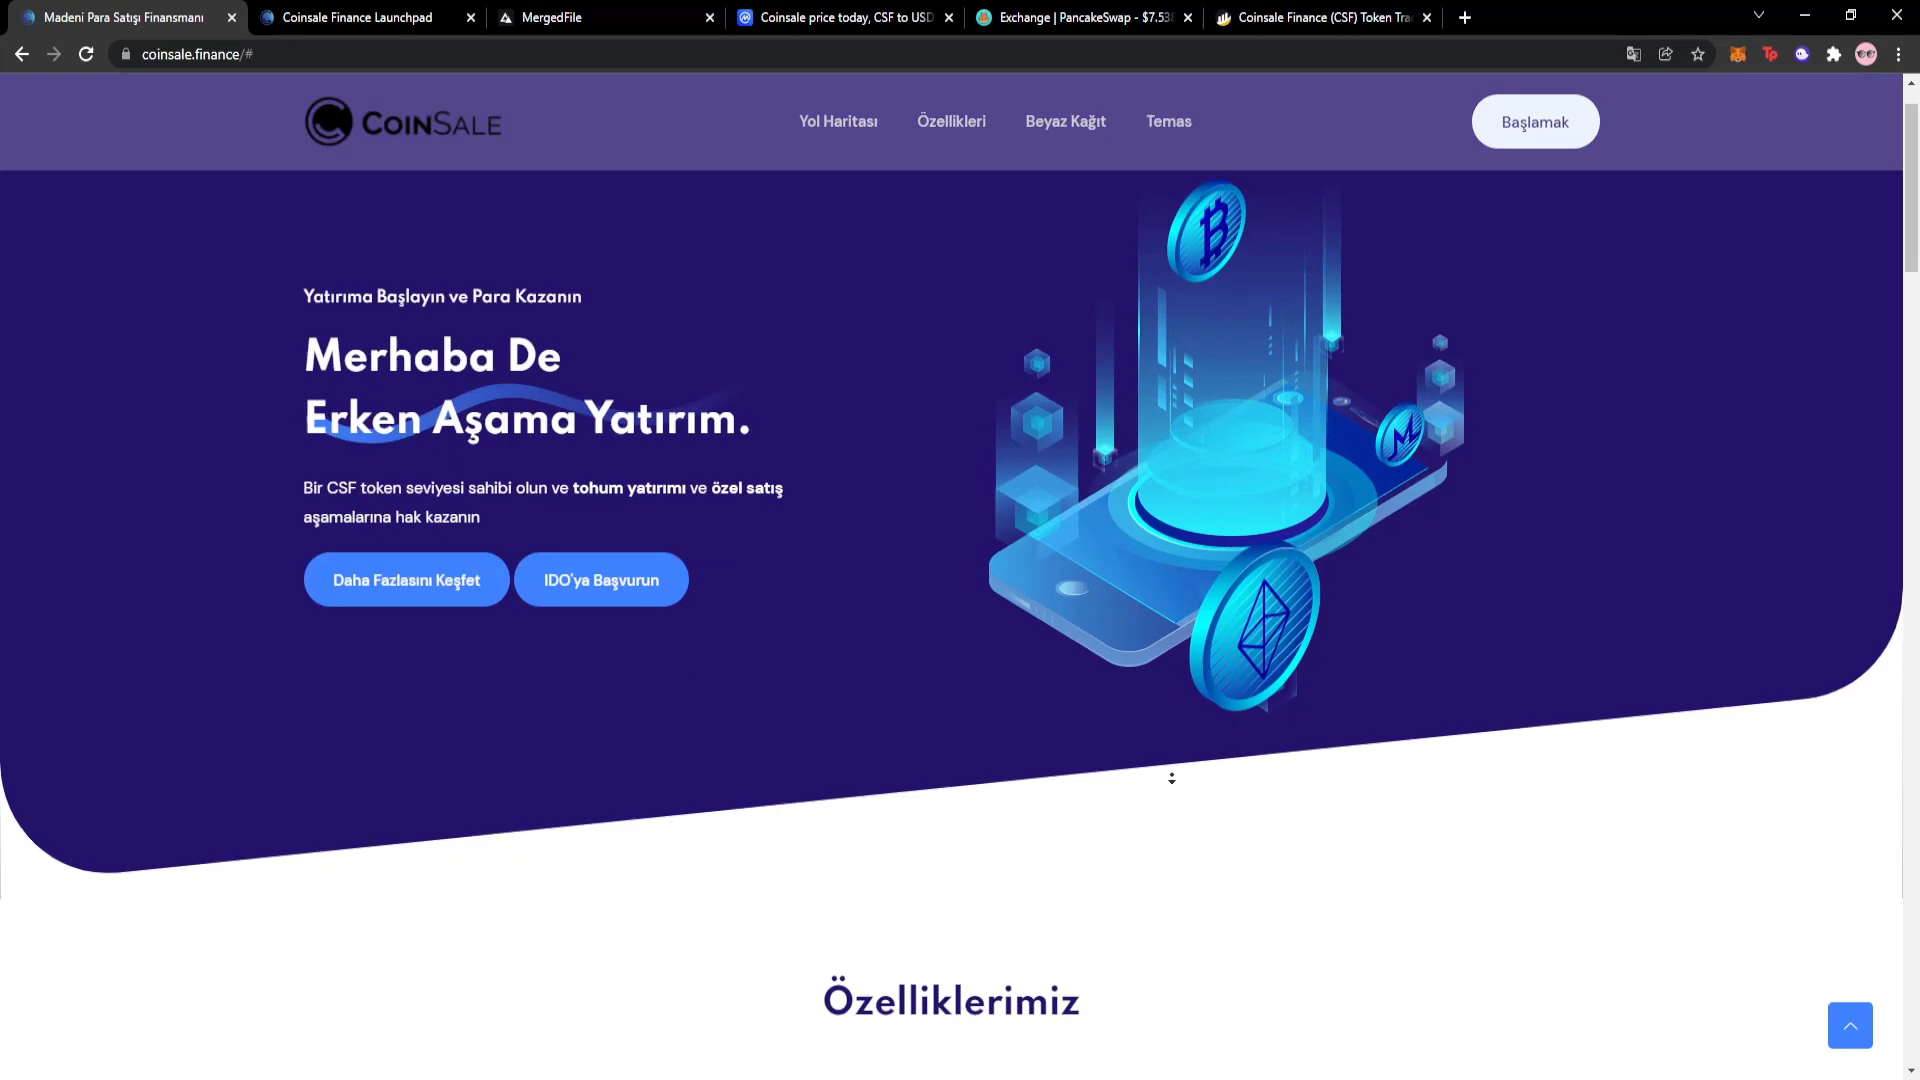 Madeni Para Satışı Finansmanı
Coinsale Finance Launchpad
MergedFile
Coinsale price today, CSF to USD
Exchange | PancakeSwap - $7.538
Coinsale Finance (CSF) Token Tra
coinsale.finance/#
COINSALE
Yol Haritası
Özellikleri
Beyaz Kağıt
Temas
Başlamak
Yatırıma Başlayın ve Para Kazanın
Merhaba De
Erken Aşama Yatırım.
Bir CSF token seviyesi sahibi olun ve tohum yatırımı ve özel satış
aşamalarına hak kazanın
Daha Fazlasını Keşfet
IDO'ya Başvurun
Özelliklerimiz